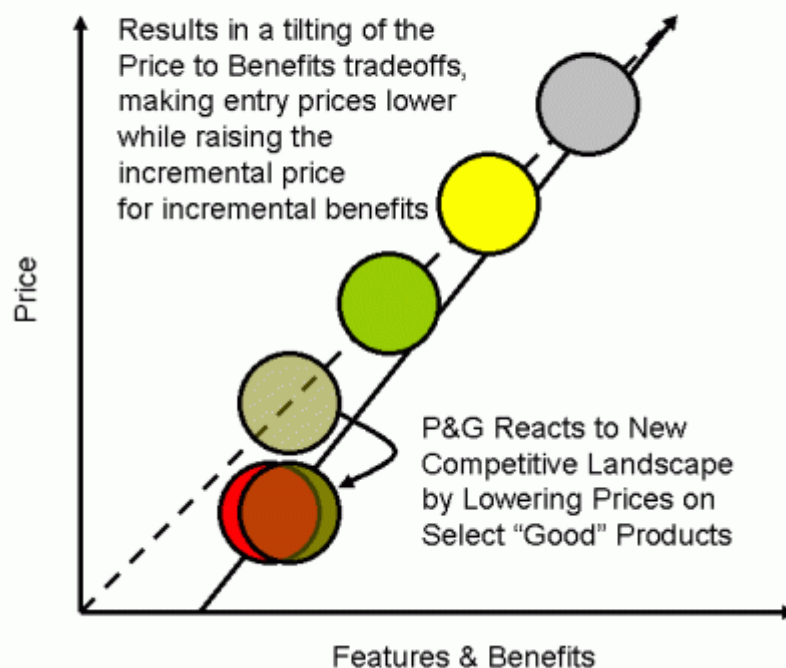 Results in a tilting of the
Price to Benefits tradeoffs,
making entry prices lower
while raising the
incremental price
for incremental benefits
Price
P&G Reacts to New
Competitive Landscape
by Lowering Prices on
Select “Good” Products
Features & Benefits